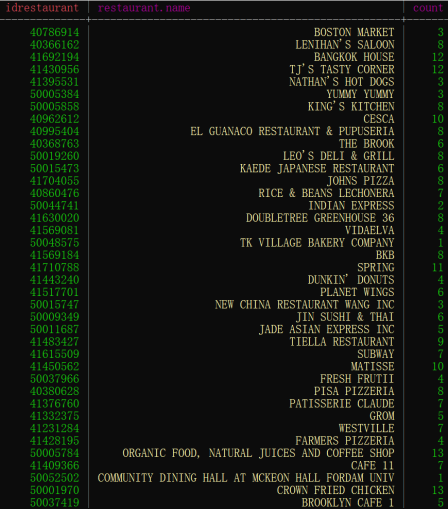 idrestaurant | restaurant.name | count
40786914 | BOSTON MARKET | 3
40366162 | LENIHAN'S SALOON | 8
41692194 | BANGKOK HOUSE | 12
41430956 | TJ'S TASTY CORNER | 12
41395531 | NATHAN'S HOT DOGS | 3
50005384 | YUMMY YUMMY | 3
50005858 | KING'S KITCHEN | 8
40962612 | CESCA | 10
40995404 | EL GUANACO RESTAURANT & PUPUSERIA | 8
40368763 | THE BROOK | 6
50019260 | LEO'S DELI & GRILL | 8
50015473 | KAEDE JAPANESE RESTAURANT | 6
41704055 | JOHNS PIZZA | 8
40860476 | RICE & BEANS LECHONERA | 7
50044741 | INDIAN EXPRESS | 2
41630020 | DOUBLETREE GREENHOUSE 36 | 8
41569081 | VIDAELVA | 4
50048575 | TK VILLAGE BAKERY COMPANY | 1
41569184 | BKB | 8
41710788 | SPRING | 11
41443240 | DUNKIN' DONUTS | 4
41517701 | PLANET WINGS | 6
50015747 | NEW CHINA RESTAURANT WANG INC | 3
50009349 | JIN SUSHI & THAI | 6
50011687 | JADE ASIAN EXPRESS INC | 5
41483427 | TIELLA RESTAURANT | 9
41615509 | SUBWAY | 7
41450562 | MATISSE | 10
50037966 | FRESH FRUTII | 4
40380628 | PISA PIZZERIA | 8
41376760 | PATISSERIE CLAUDE | 7
41332375 | GROM | 5
41231284 | WESTVILLE | 7
41428195 | FARMERS PIZZERIA | 4
50005784 | ORGANIC FOOD, NATURAL JUICES AND COFFEE SHOP | 13
41409366 | CAFE 11 | 7
50052502 | COMMUNITY DINING HALL AT MCKEON HALL FORDAM UNIV | 1
50001970 | CROWN FRIED CHICKEN | 13
50037419 | BROOKLYN CAFE 1 | 5